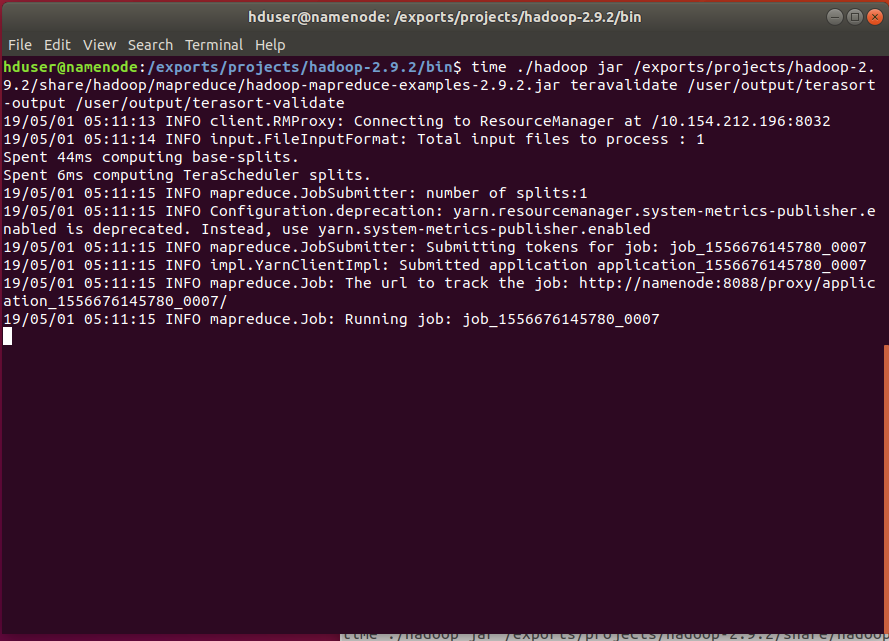 hduser@namenode: /exports/projects/hadoop-2.9.2/bin
File Edit View Search Terminal Help
hduser@namenode:/exports/projects/hadoop-2.9.2/bin$ time ./hadoop jar /exports/projects/hadoop-2.
9.2/share/hadoop/mapreduce/hadoop-mapreduce-examples-2.9.2.jar teravalidate /user/output/terasort
-output /user/output/terasort-validate
19/05/01 05:11:13 INFO client.RMProxy: Connecting to ResourceManager at /10.154.212.196:8032
19/05/01 05:11:14 INFO input.FileInputFormat: Total input files to process : 1
Spent 44ms computing base-splits.
Spent 6ms computing TeraScheduler splits.
19/05/01 05:11:15 INFO mapreduce.JobSubmitter: number of splits:1
19/05/01 05:11:15 INFO Configuration.deprecation: yarn.resourcemanager.system-metrics-publisher.e
nabled is deprecated. Instead, use yarn.system-metrics-publisher.enabled
19/05/01 05:11:15 INFO mapreduce.JobSubmitter: Submitting tokens for job: job_1556676145780_0007
19/05/01 05:11:15 INFO impl.YarnClientImpl: Submitted application application_1556676145780_0007
19/05/01 05:11:15 INFO mapreduce.Job: The url to track the job: http://namenode:8088/proxy/applic
ation_1556676145780_0007/
19/05/01 05:11:15 INFO mapreduce.Job: Running job: job_1556676145780_0007
time ./hadoop jar /exports/projects/hadoop-2.9.2/share/hadoop